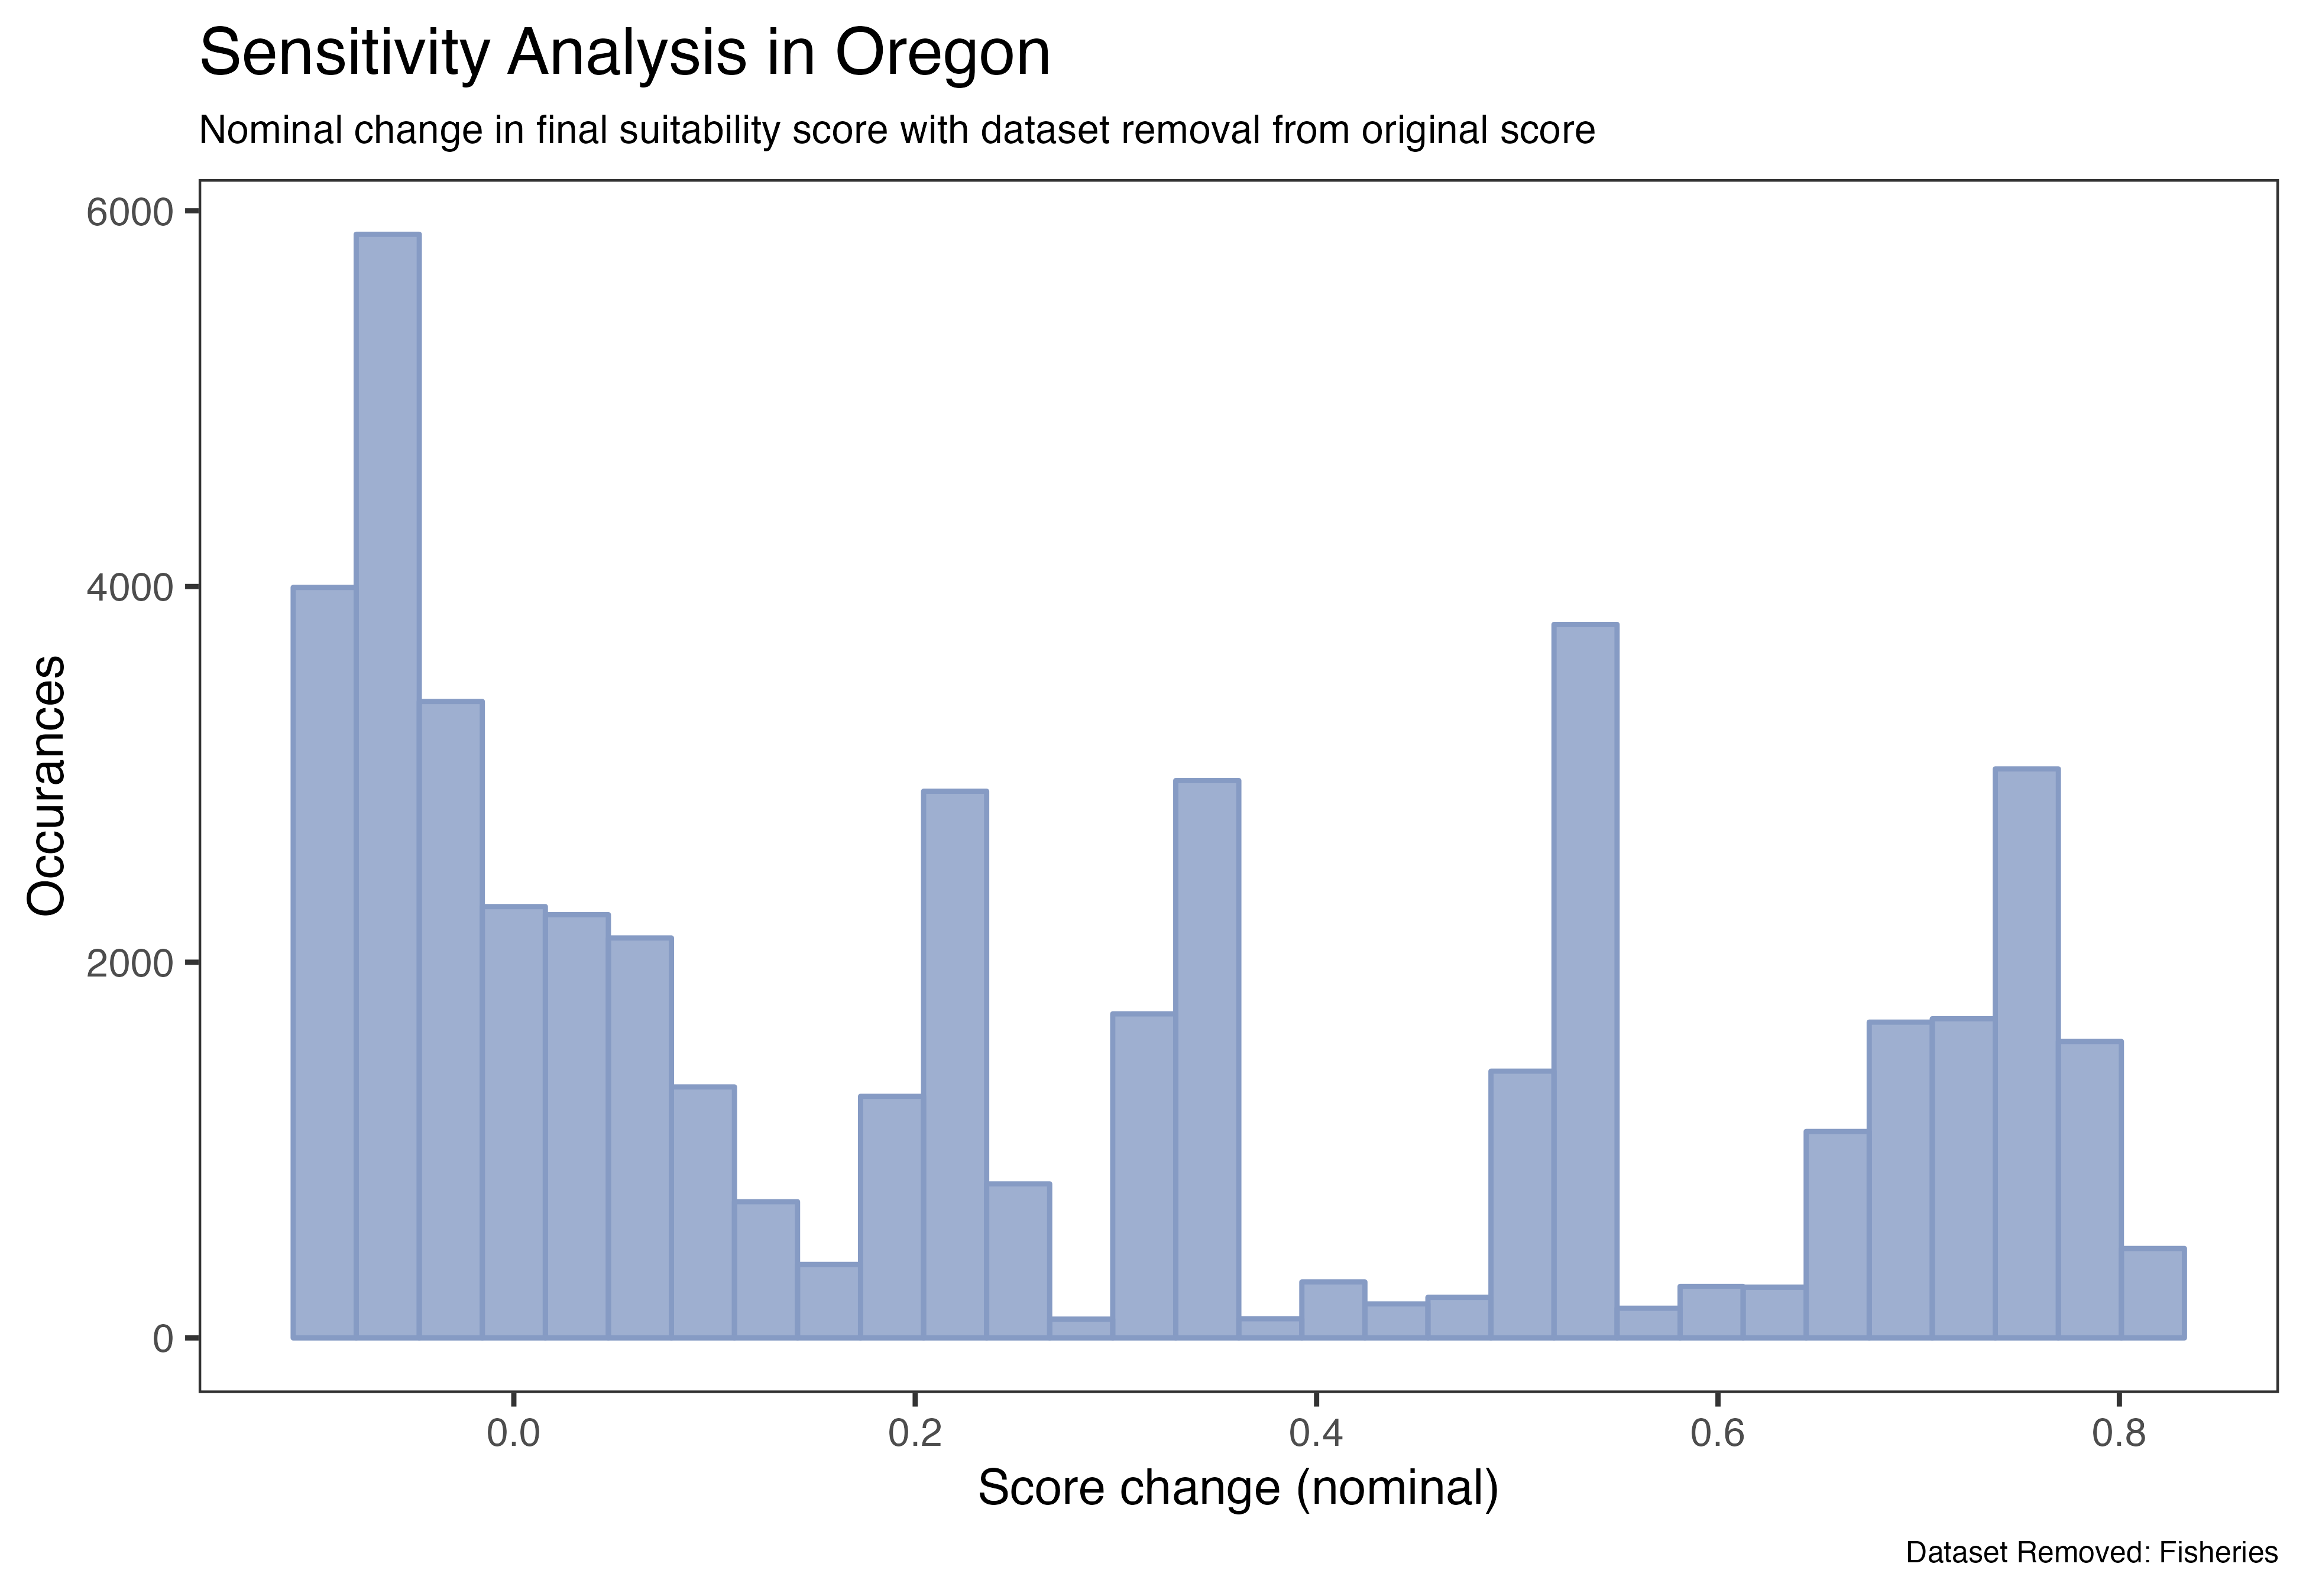 Sensitivity Analysis in Oregon
Nominal change in final suitability score with dataset removal from original score
6000
4000
2000
0
Occurances
0.0 0.2 0.4 0.6 0.8
Score change (nominal)
Dataset Removed: Fisheries